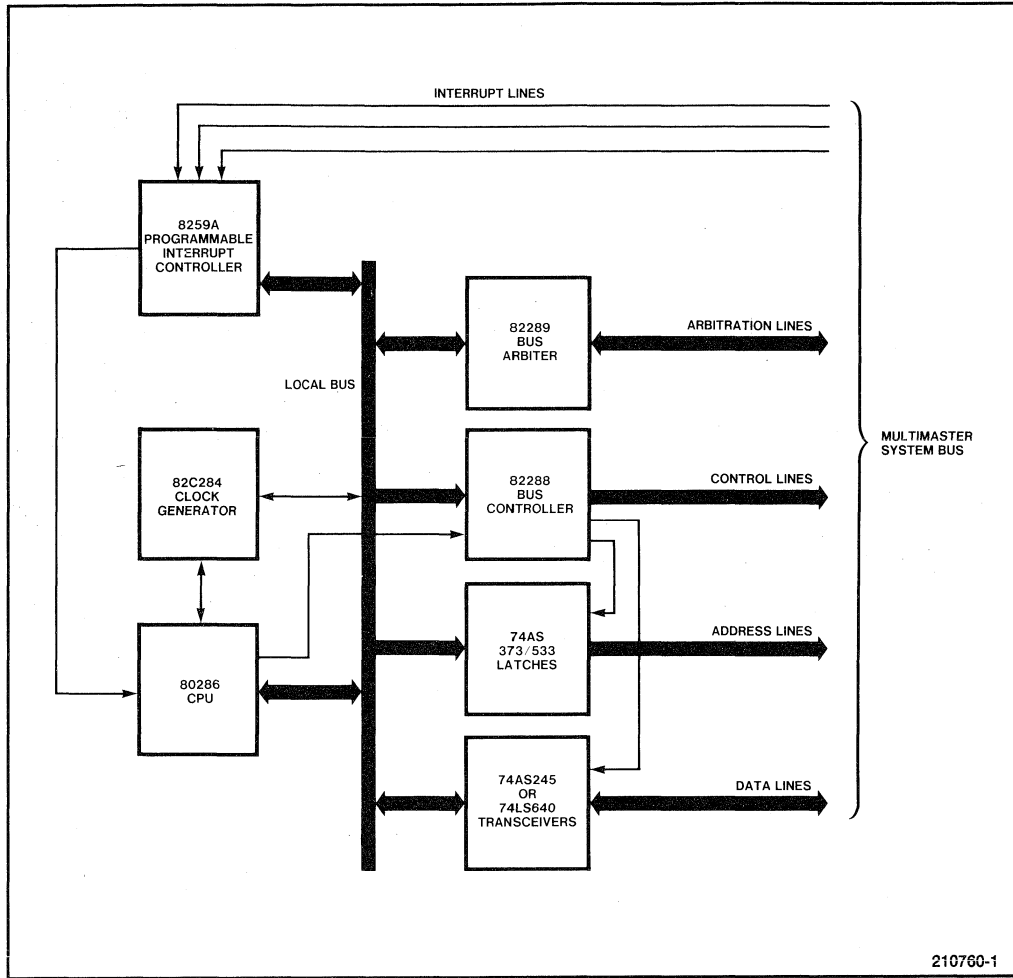 INTERRUPT LINES
8259A
PROGRAMMABLE
INTERRUPT
CONTROLLER
82289
BUS
ARBITER
ARBITRATION LINES
LOCAL BUS
MULTIMASTER
SYSTEM BUS
82C284
CLOCK
GENERATOR
82288
BUS
CONTROLLER
CONTROL LINES
74AS
373/533
LATCHES
ADDRESS LINES
80286
CPU
74AS245
OR
74LS640
TRANSCEIVERS
DATA LINES
210760-1